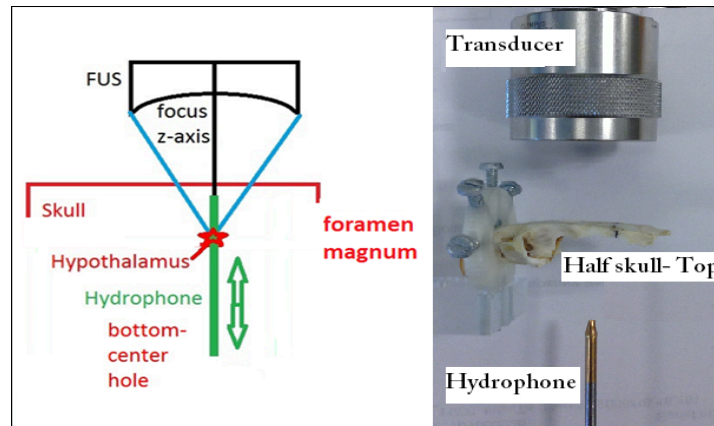 FUS
focus
z-axis
Skull
foramen
magnum
Hypothalamus
Hydrophone
bottom-
center
hole
Transducer
Half skull- Top
Hydrophone